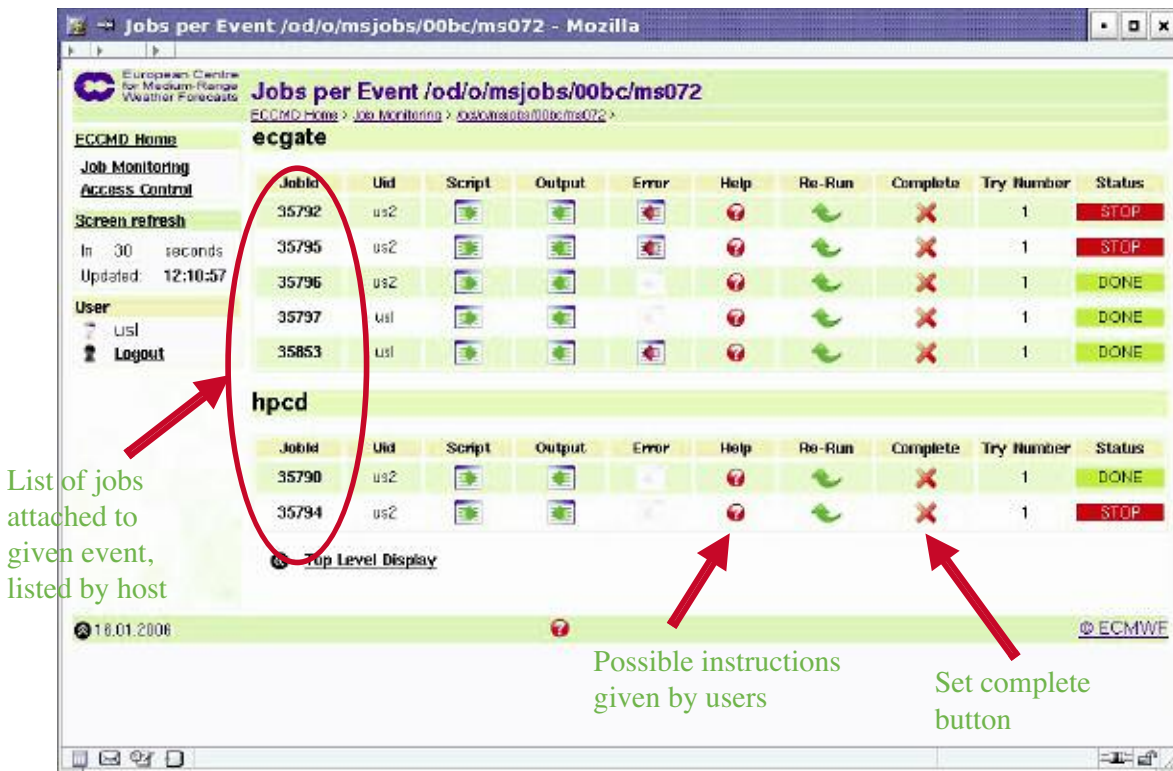 Jobs per Event /od/o/msjobs/00bc/ms072 - Mozilla
European Centre
for Medium-Range
Weather Forecasts
Jobs per Event /od/o/msjobs/00bc/ms072
ECCMD Home > Job Monitoring > /od/o/msjobs/00bc/ms072 >
ECCMD Home
Job Monitoring
Access Control
Screen refresh
In 30 seconds
Updated: 12:10:57
User
usl
Logout
ecgate
JobId Uid Script Output Error Help Re-Run Complete Try Number Status
35792 us2 1 STOP
35795 us2 1 STOP
35796 us2 1 DONE
35797 usl 1 DONE
35853 usl 1 DONE
hpcd
JobId Uid Script Output Error Help Re-Run Complete Try Number Status
35790 us2 1 DONE
35794 us2 1 STOP
Top Level Display
List of jobs
attached to
given event,
listed by host
16.01.2006
© ECMWF
Possible instructions
given by users
Set complete
button